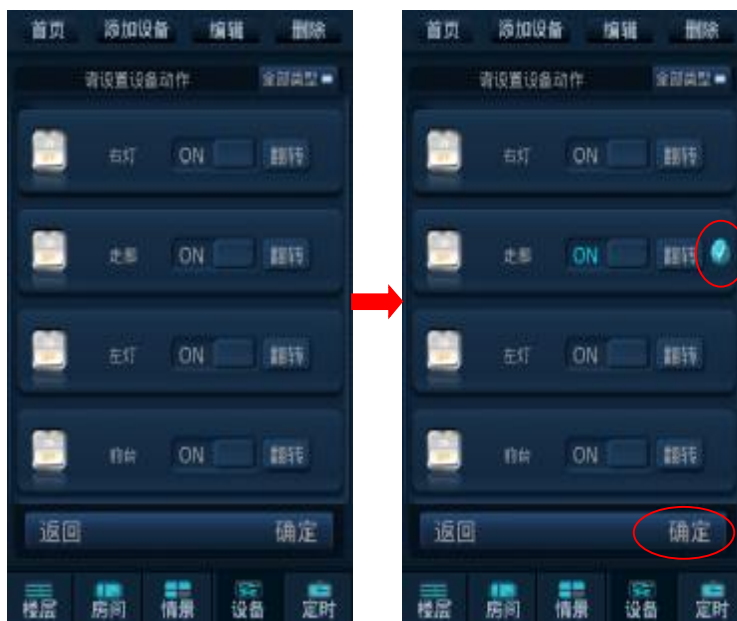 首页 添加设备 编辑 删除
请设置设备动作 全部类型
右灯 ON 翻转
走廊 ON 翻转
左灯 ON 翻转
ON 翻转
返回 确定
楼层 房间 情景 设备 定时
首页 添加设备 编辑 删除
请设置设备动作 全部类型
右灯 ON 翻转
走廊 ON 翻转
左灯 ON 翻转
ON 翻转
返回 确定
楼层 房间 情景 设备 定时